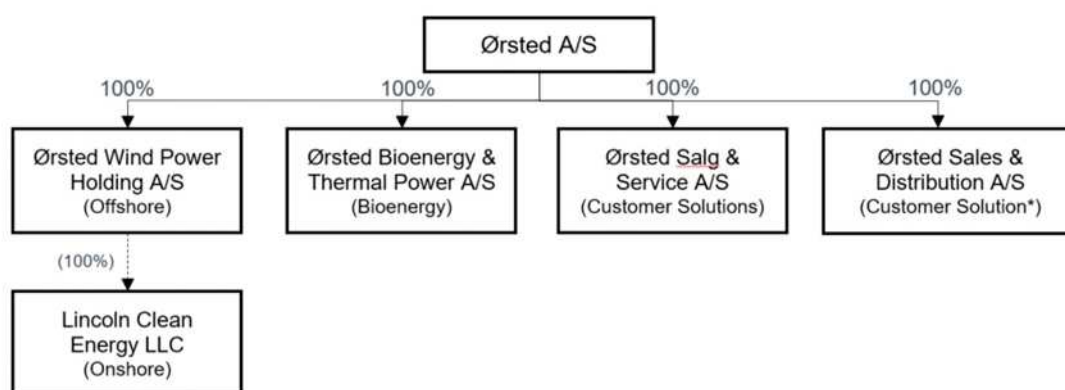 Ørsted A/S
100%
100%
100%
100%
Ørsted Wind Power
Holding A/S
(Offshore)
Ørsted Bioenergy &
Thermal Power A/S
(Bioenergy)
Ørsted Salg &
Service A/S
(Customer Solutions)
Ørsted Sales &
Distribution A/S
(Customer Solution*)
(100%)
Lincoln Clean
Energy LLC
(Onshore)